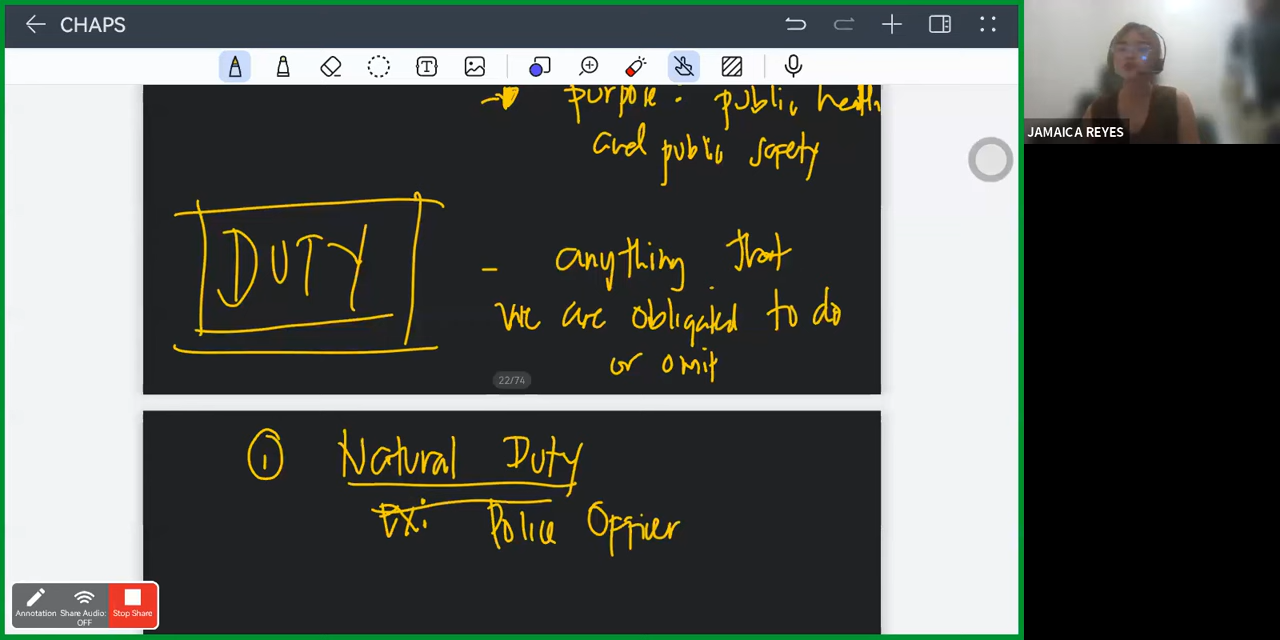 CHAPS
JAMAICA REYES
→ purpose : public health
and public safety
DUTY
- anything that
we are obligated to do
or omit
22/74
1 Natural Duty
Ex: Police Officer
Annotation
Share Audio: OFF
Stop Share